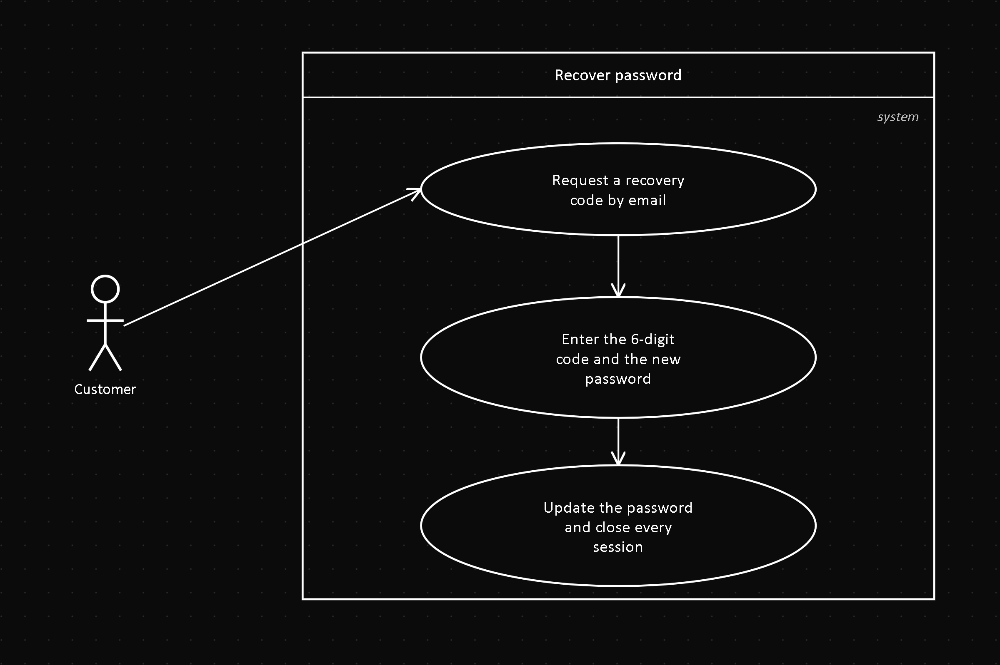 Recover password
system
Request a recovery
code by email
Enter the 6-digit
code and the new
password
Customer
Update the password
and close every
session